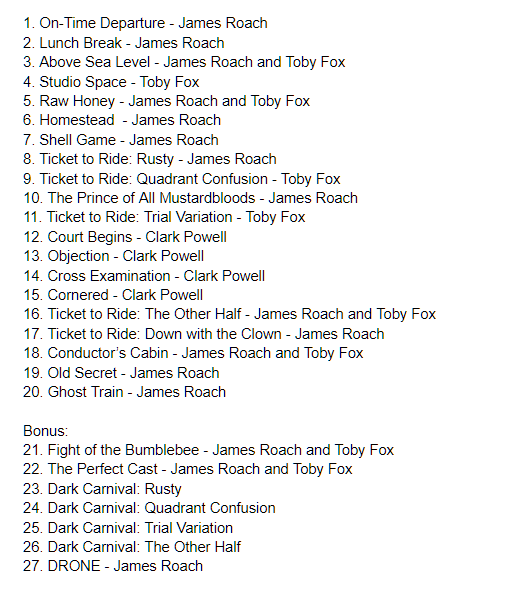 1. On-Time Departure - James Roach
2. Lunch Break - James Roach
3. Above Sea Level - James Roach and Toby Fox
4. Studio Space - Toby Fox
5. Raw Honey - James Roach and Toby Fox
6. Homestead  - James Roach
7. Shell Game - James Roach
8. Ticket to Ride: Rusty - James Roach
9. Ticket to Ride: Quadrant Confusion - Toby Fox
10. The Prince of All Mustardbloods - James Roach
11. Ticket to Ride: Trial Variation - Toby Fox
12. Court Begins - Clark Powell
13. Objection - Clark Powell
14. Cross Examination - Clark Powell
15. Cornered - Clark Powell
16. Ticket to Ride: The Other Half - James Roach and Toby Fox
17. Ticket to Ride: Down with the Clown - James Roach
18. Conductor’s Cabin - James Roach and Toby Fox
19. Old Secret - James Roach
20. Ghost Train - James Roach

Bonus:
21. Fight of the Bumblebee - James Roach and Toby Fox
22. The Perfect Cast - James Roach and Toby Fox
23. Dark Carnival: Rusty
24. Dark Carnival: Quadrant Confusion
25. Dark Carnival: Trial Variation
26. Dark Carnival: The Other Half
27. DRONE - James Roach